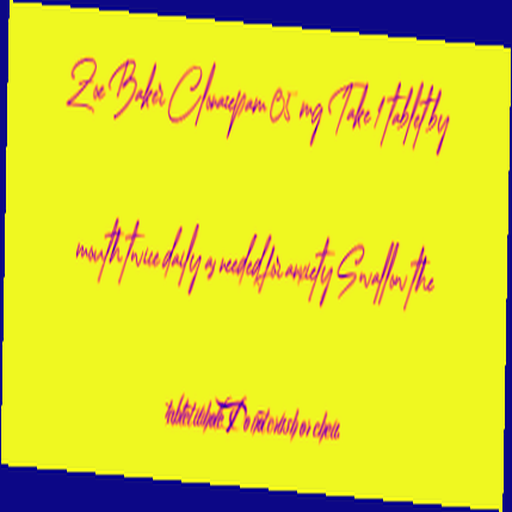 Zoe Baker Clonazepam 0.5 mg Take 1 tablet by
mouth twice daily as needed for anxiety Swallow the
tablet whole Do not crush or chew